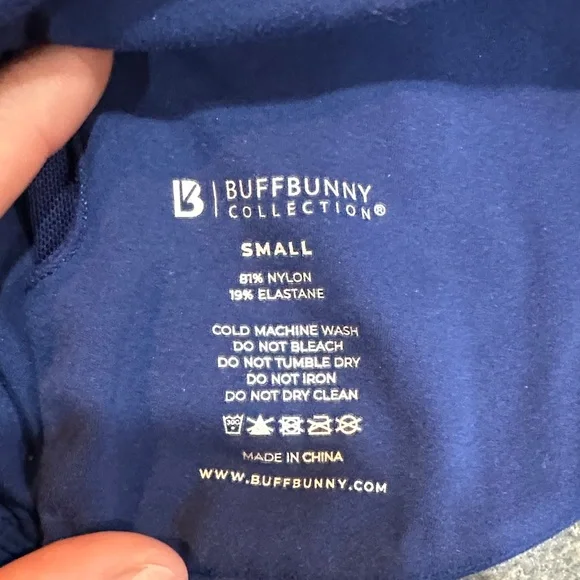 BUFFBUNNY
COLLECTION®
SMALL
81% NYLON
19% ELASTANE
COLD MACHINE WASH
DO NOT BLEACH
DO NOT TUMBLE DRY
DO NOT IRON
DO NOT DRY CLEAN
MADE IN CHINA
WWW.BUFFBUNNY.COM